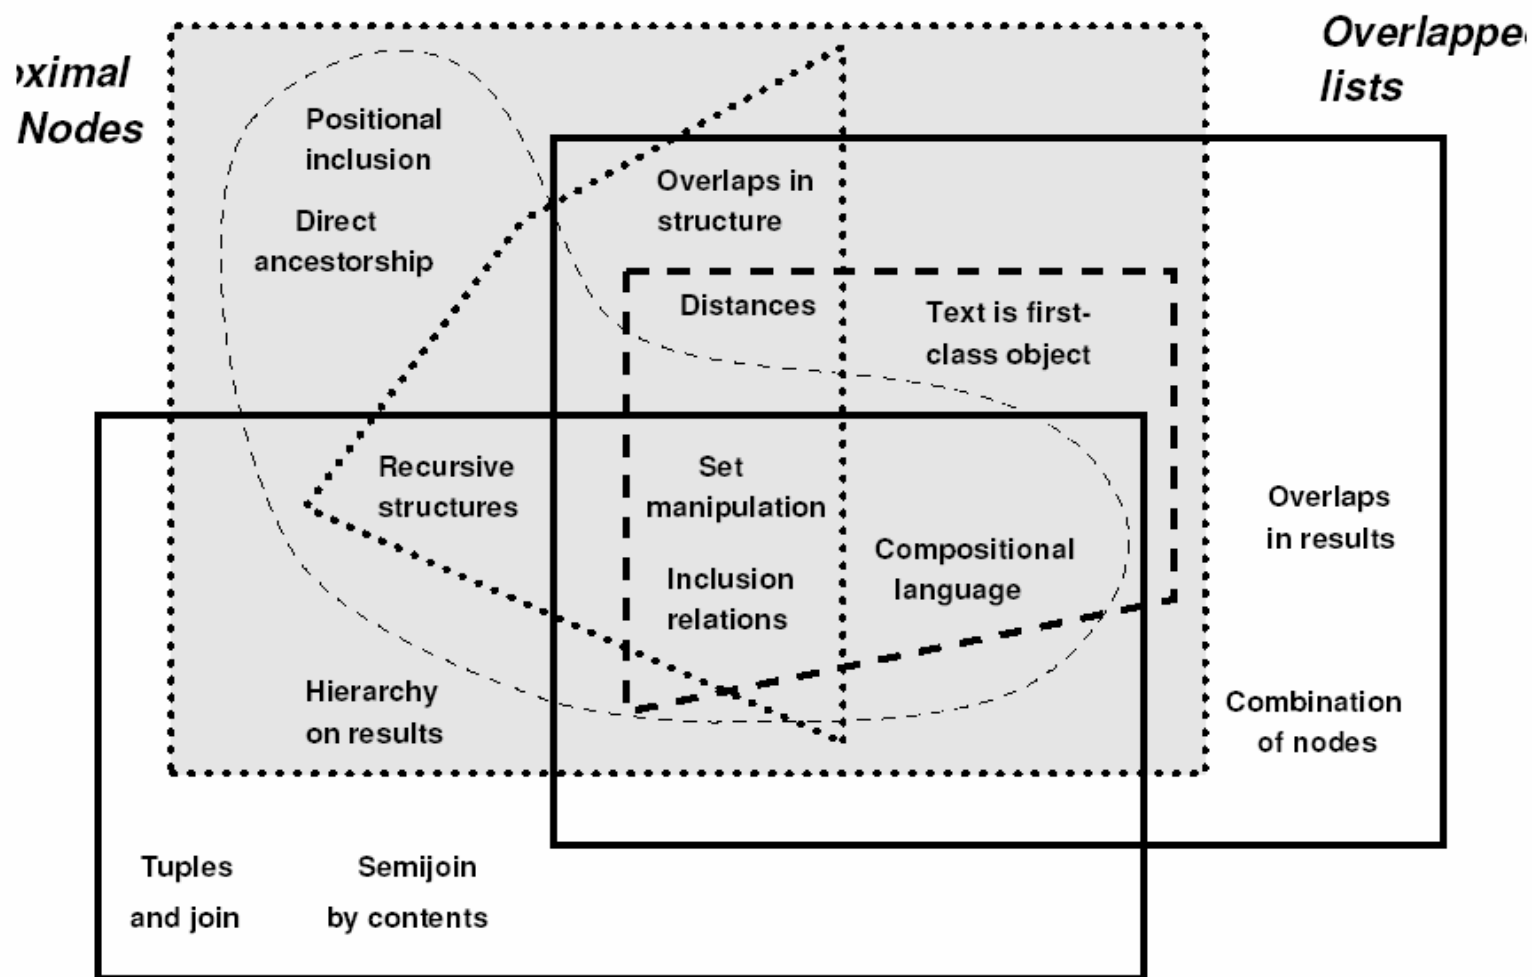 oximal
Nodes
Overlapped
lists
Positional
inclusion
Direct
ancestorship
Overlaps in
structure
Distances
Text is first-
class object
Recursive
structures
Set
manipulation
Inclusion
relations
Compositional
language
Overlaps
in results
Hierarchy
on results
Combination
of nodes
Tuples
and join
Semijoin
by contents